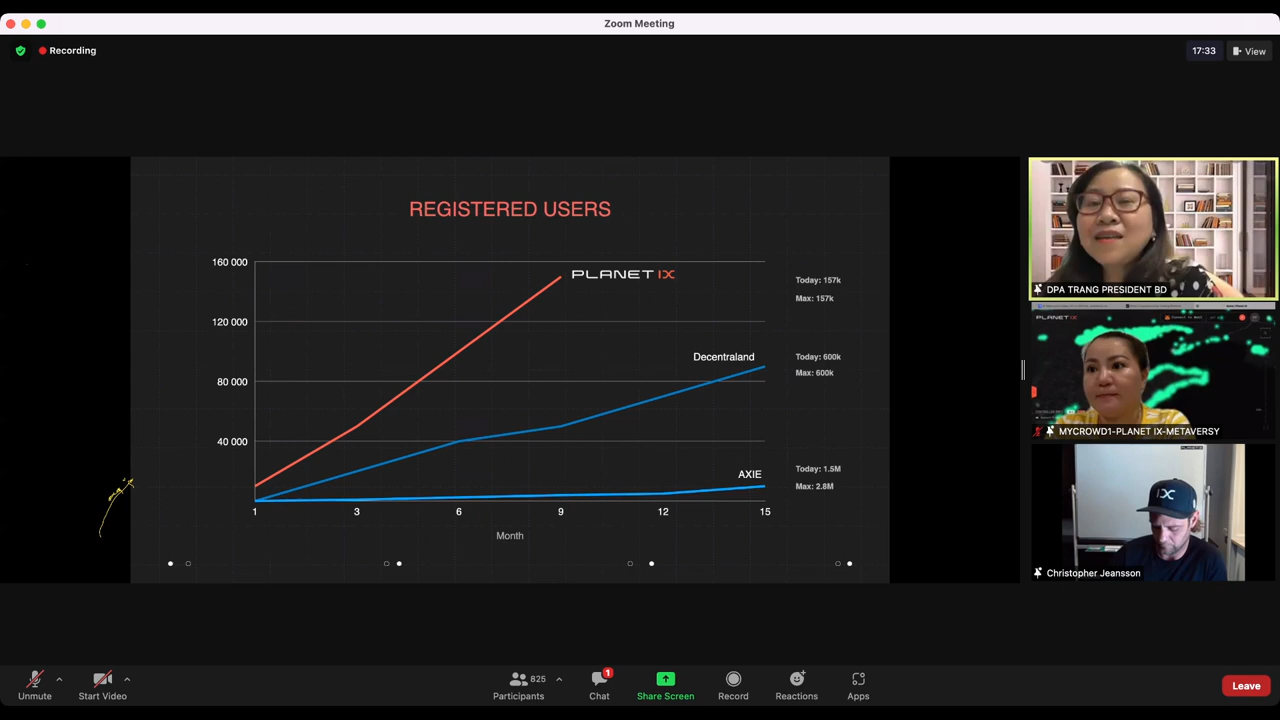 Zoom Meeting
Recording
17:33
View
REGISTERED USERS
160 000
120 000
80 000
40 000
PLANET IX
Decentraland
AXIE
Today: 157k
Max: 157k
Today: 600k
Max: 600k
Today: 1.5M
Max: 2.8M
1 3 6 9 12 15
Month
DPA TRANG PRESIDENT BD
PLANET IX
MYCROWD1-PLANET IX-METAVERSY
IX
Christopher Jeansson
Unmute
Start Video
825
Participants
1
Chat
Share Screen
Record
Reactions
Apps
Leave